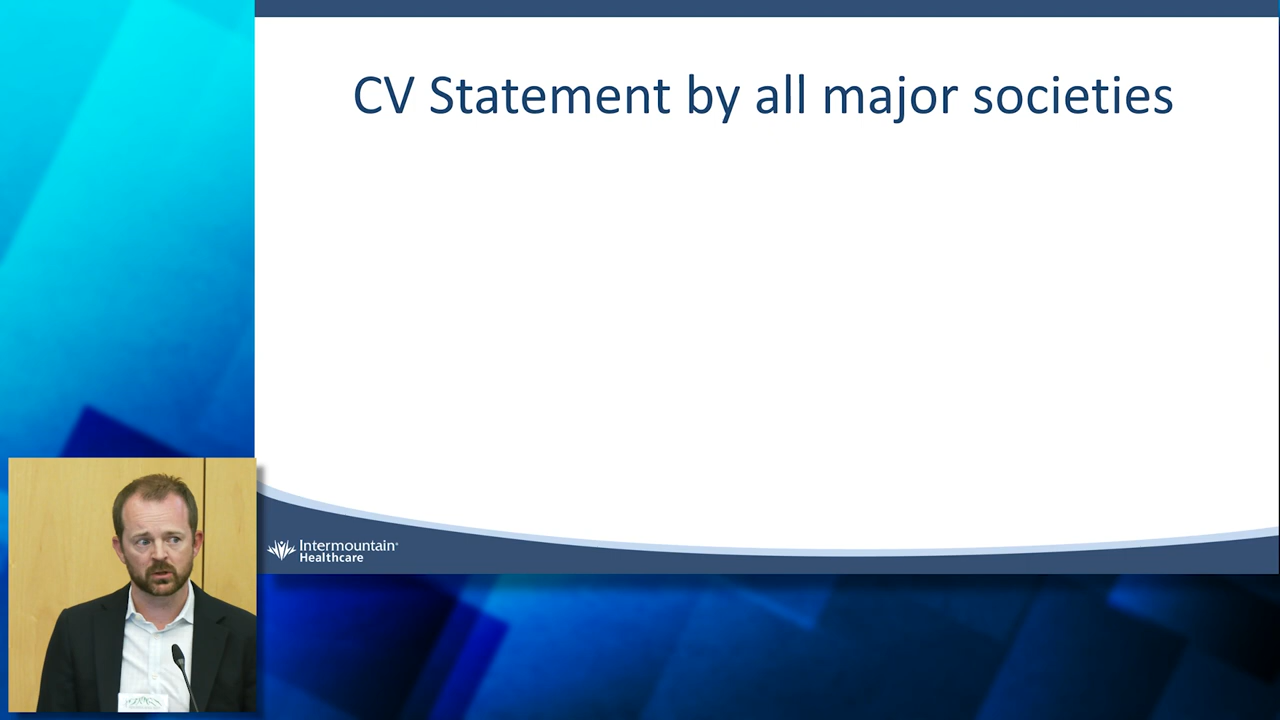 CV Statement by all major societies
Intermountain
Healthcare